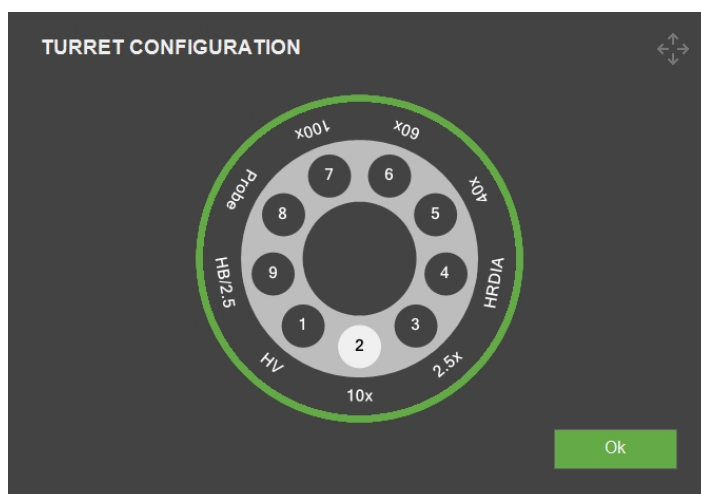 TURRET CONFIGURATION
100x
60x
Probe
7
6
40x
8
5
HB/2.5
9
4
HRDIA
1
3
2
HV
2.5x
10x
Ok